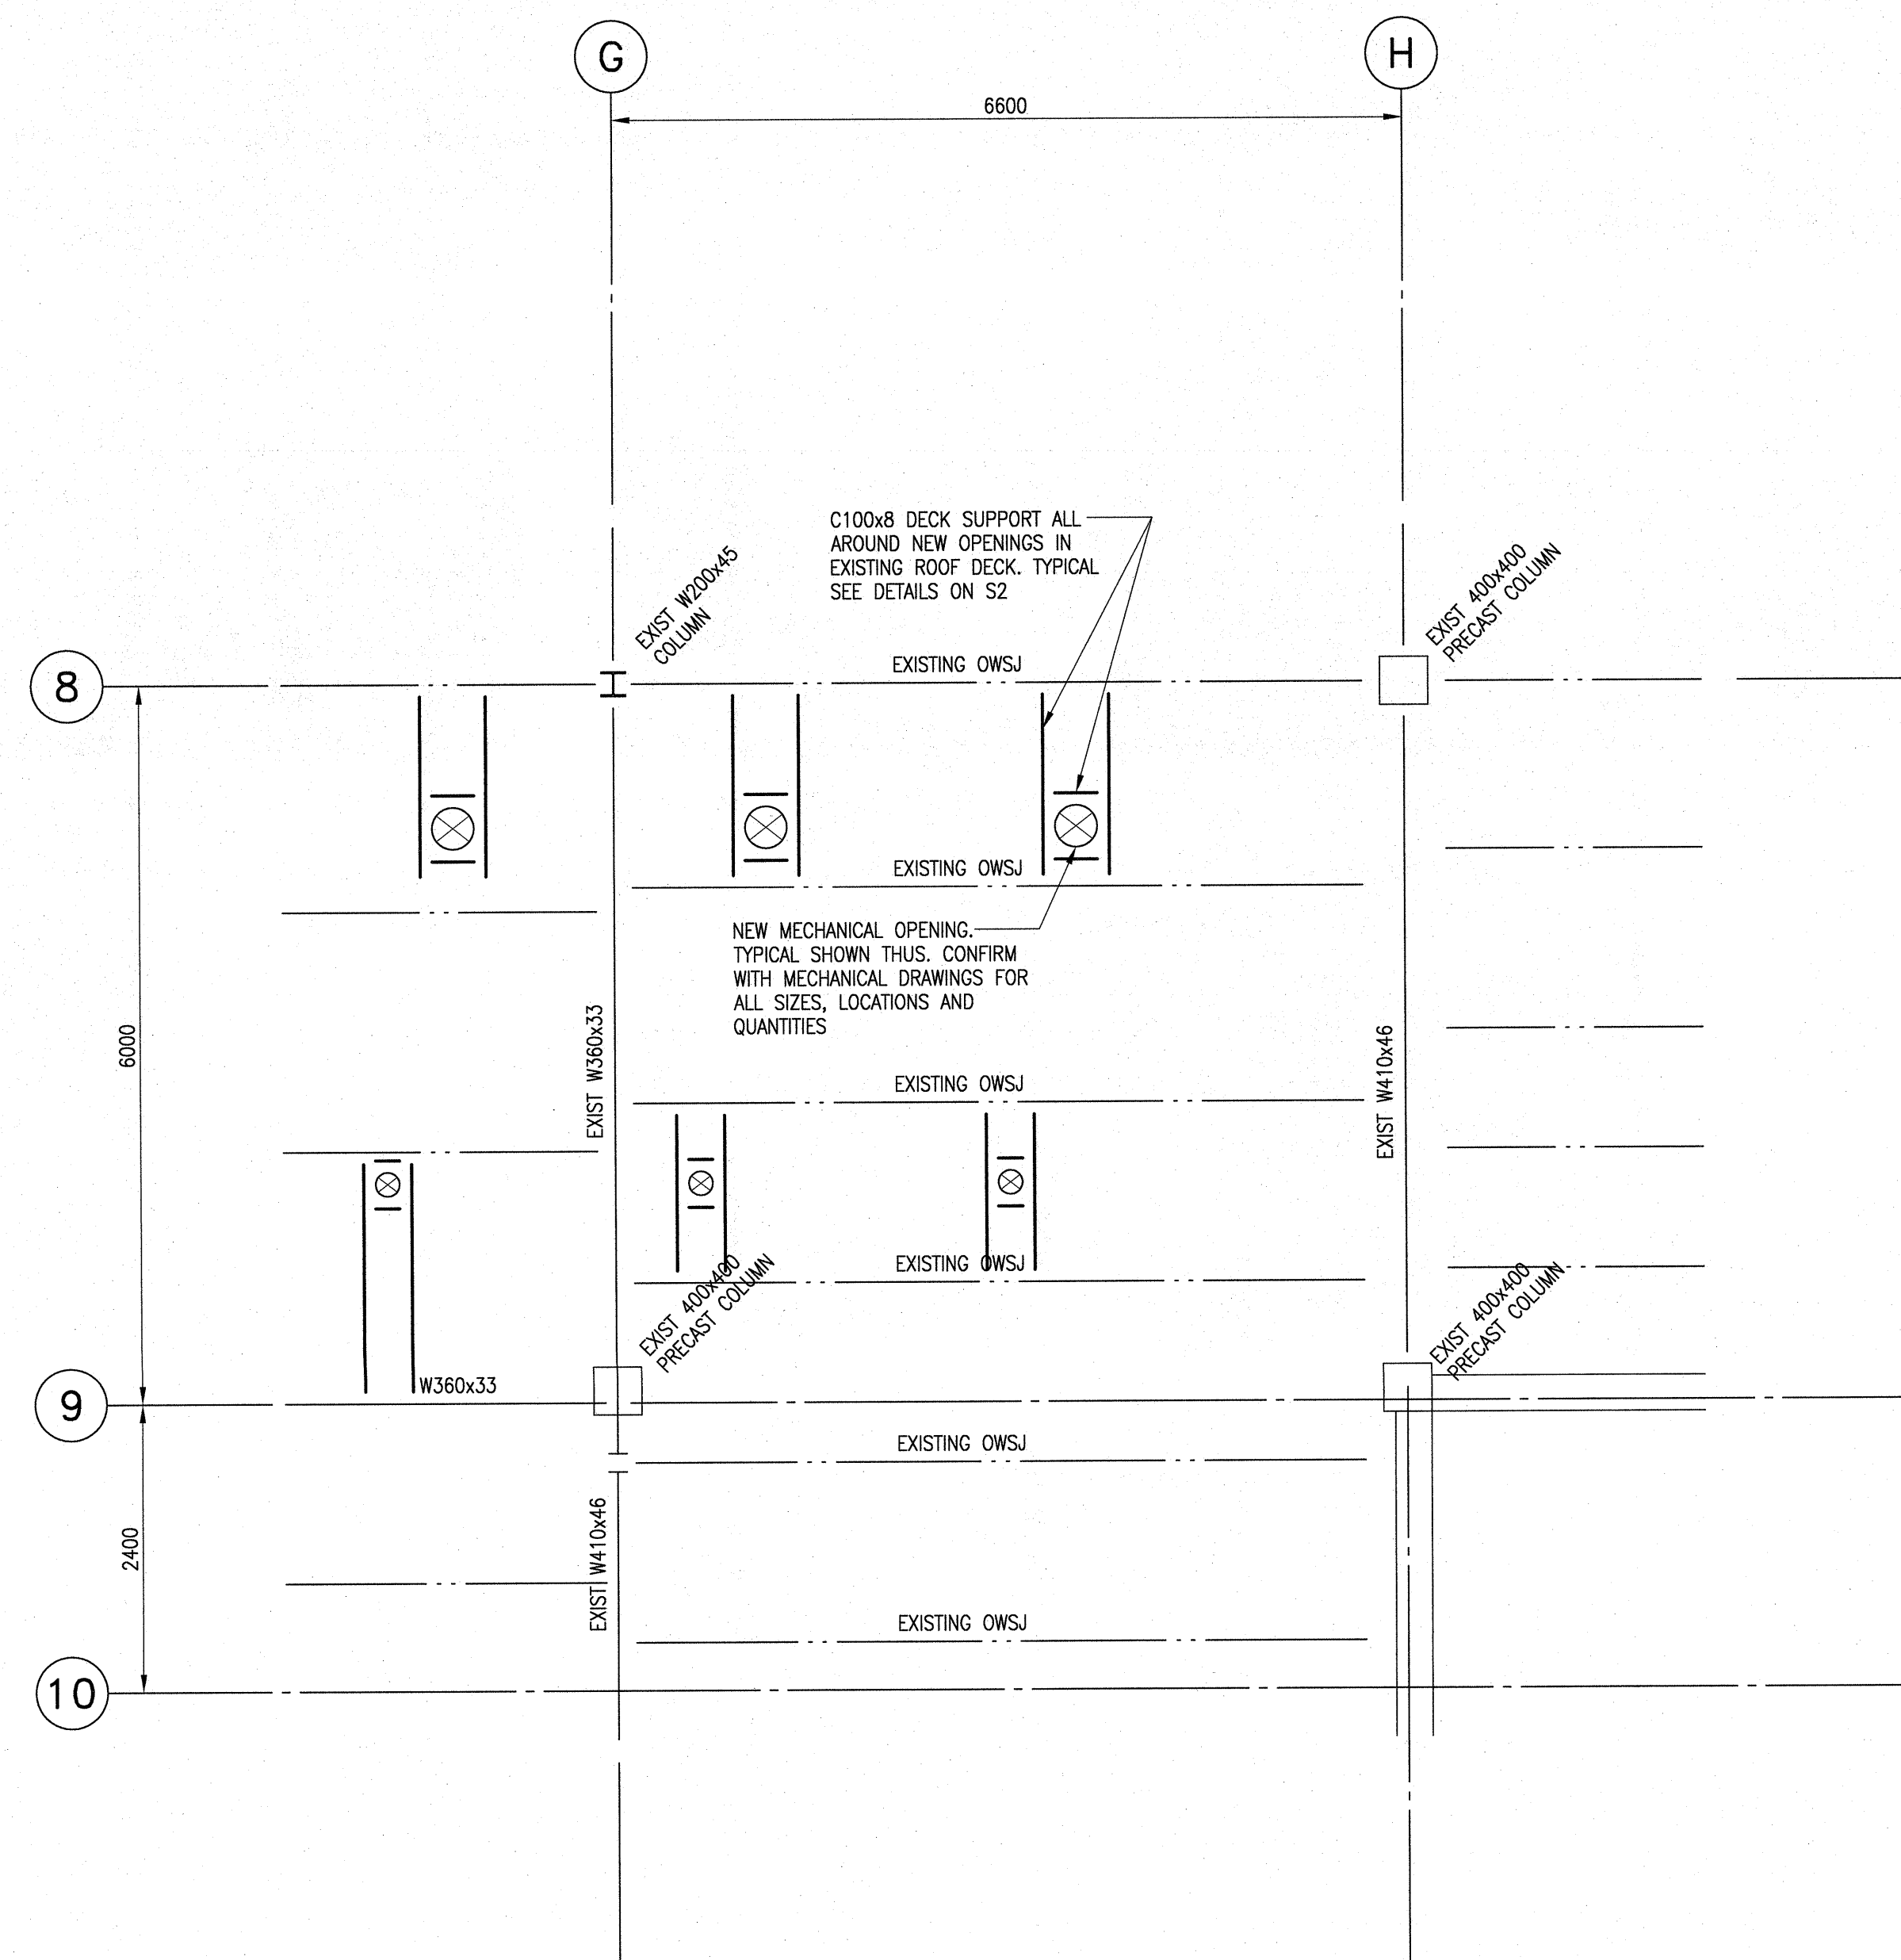 G
H
6600
C100x8 DECK SUPPORT ALL
AROUND NEW OPENINGS IN
EXISTING ROOF DECK. TYPICAL
SEE DETAILS ON S2
EXIST W200x45
COLUMN
EXIST 400x400
PRECAST COLUMN
8
EXISTING OWSJ
EXISTING OWSJ
NEW MECHANICAL OPENING.
TYPICAL SHOWN THUS. CONFIRM
WITH MECHANICAL DRAWINGS FOR
ALL SIZES, LOCATIONS AND
QUANTITIES
6000
EXIST W360x33
EXIST W410x46
EXISTING OWSJ
EXISTING OWSJ
EXIST 400x400
PRECAST COLUMN
EXIST 400x400
PRECAST COLUMN
W360x33
9
EXISTING OWSJ
2400
EXIST W410x46
EXISTING OWSJ
10